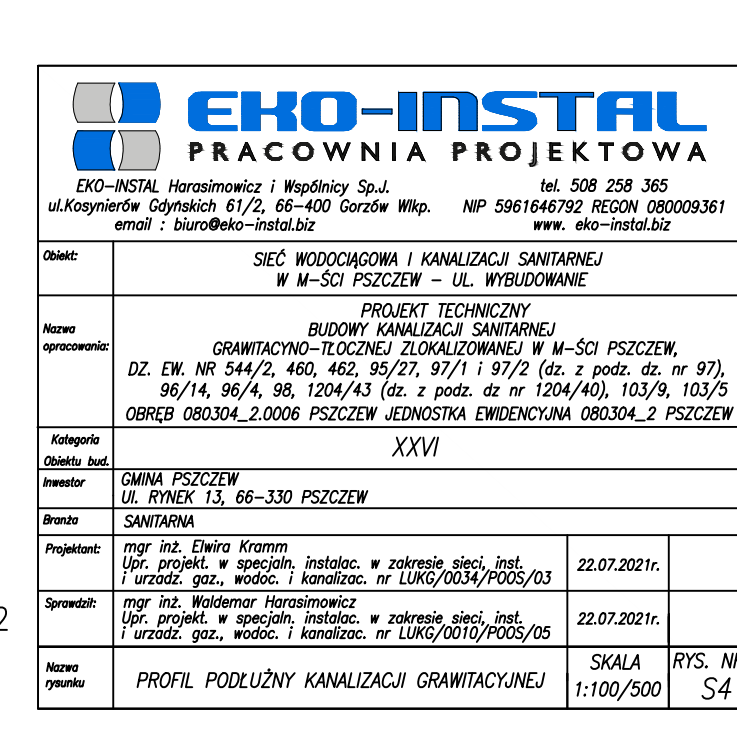 EKO-INSTAL
PRACOWNIA PROJEKTOWA
EKO-INSTAL Harasimowicz i Wspólnicy Sp.J.
ul.Kosynierów Gdyńskich 61/2, 66-400 Gorzów Wlkp.
email : biuro@eko-instal.biz
tel. 508 258 365
NIP 5961646792 REGON 080009361
www. eko-instal.biz
Obiekt:
SIEĆ WODOCIĄGOWA I KANALIZACJI SANITARNEJ
W M-ŚCI PSZCZEW - UL. WYBUDOWANIE
Nazwa
opracowania:
PROJEKT TECHNICZNY
BUDOWY KANALIZACJI SANITARNEJ
GRAWITACYNO-TŁOCZNEJ ZLOKALIZOWANEJ W M-ŚCI PSZCZEW,
DZ. EW. NR 544/2, 460, 462, 95/27, 97/1 i 97/2 (dz. z podz. dz. nr 97),
96/14, 96/4, 98, 1204/43 (dz. z podz. dz nr 1204/40), 103/9, 103/5
OBRĘB 080304_2.0006 PSZCZEW JEDNOSTKA EWIDENCYJNA 080304_2 PSZCZEW
Kategoria
Obiektu bud.
XXVI
Inwestor
GMINA PSZCZEW
Ul. RYNEK 13, 66-330 PSZCZEW
Branża
SANITARNA
Projektant:
mgr inż. Elwira Kramm
Upr. projekt. w specjaln. instalac. w zakresie sieci, inst.
i urzadz. gaz., wodoc. i kanalizac. nr LUKG/0034/POOS/03
22.07.2021r.
Sprawdził:
mgr inż. Waldemar Harasimowicz
Upr. projekt. w specjaln. instalac. w zakresie sieci, inst.
i urzadz. gaz., wodoc. i kanalizac. nr LUKG/0010/POOS/05
22.07.2021r.
2
Nazwa
rysunku
PROFIL PODŁUŻNY KANALIZACJI GRAWITACYJNEJ
SKALA
1:100/500
RYS. NR
S4